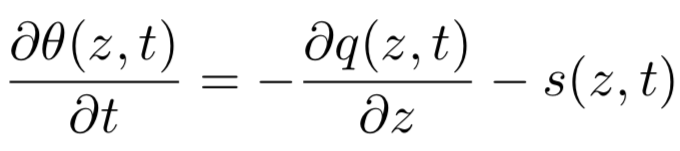 ∂θ(z, t)/∂t = −∂q(z, t)/∂z − s(z, t)